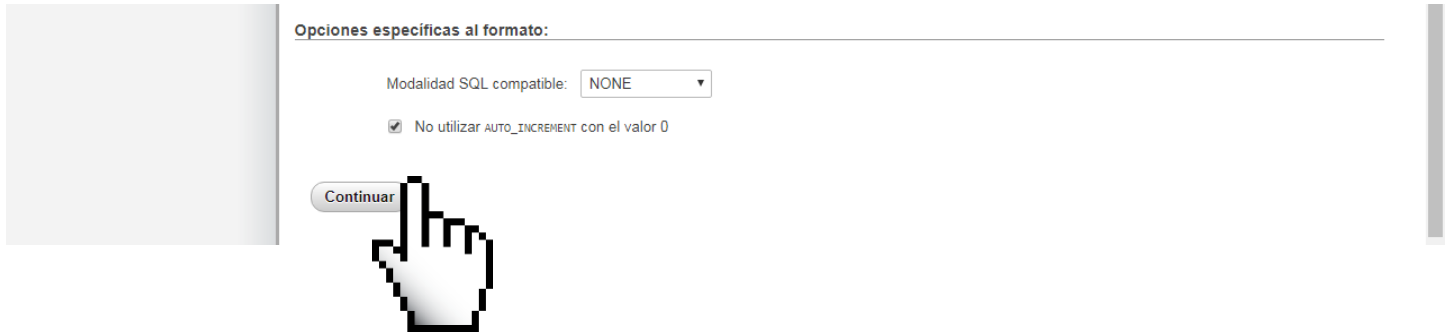 Opciones específicas al formato:
Modalidad SQL compatible: NONE
No utilizar AUTO_INCREMENT con el valor 0
Continuar